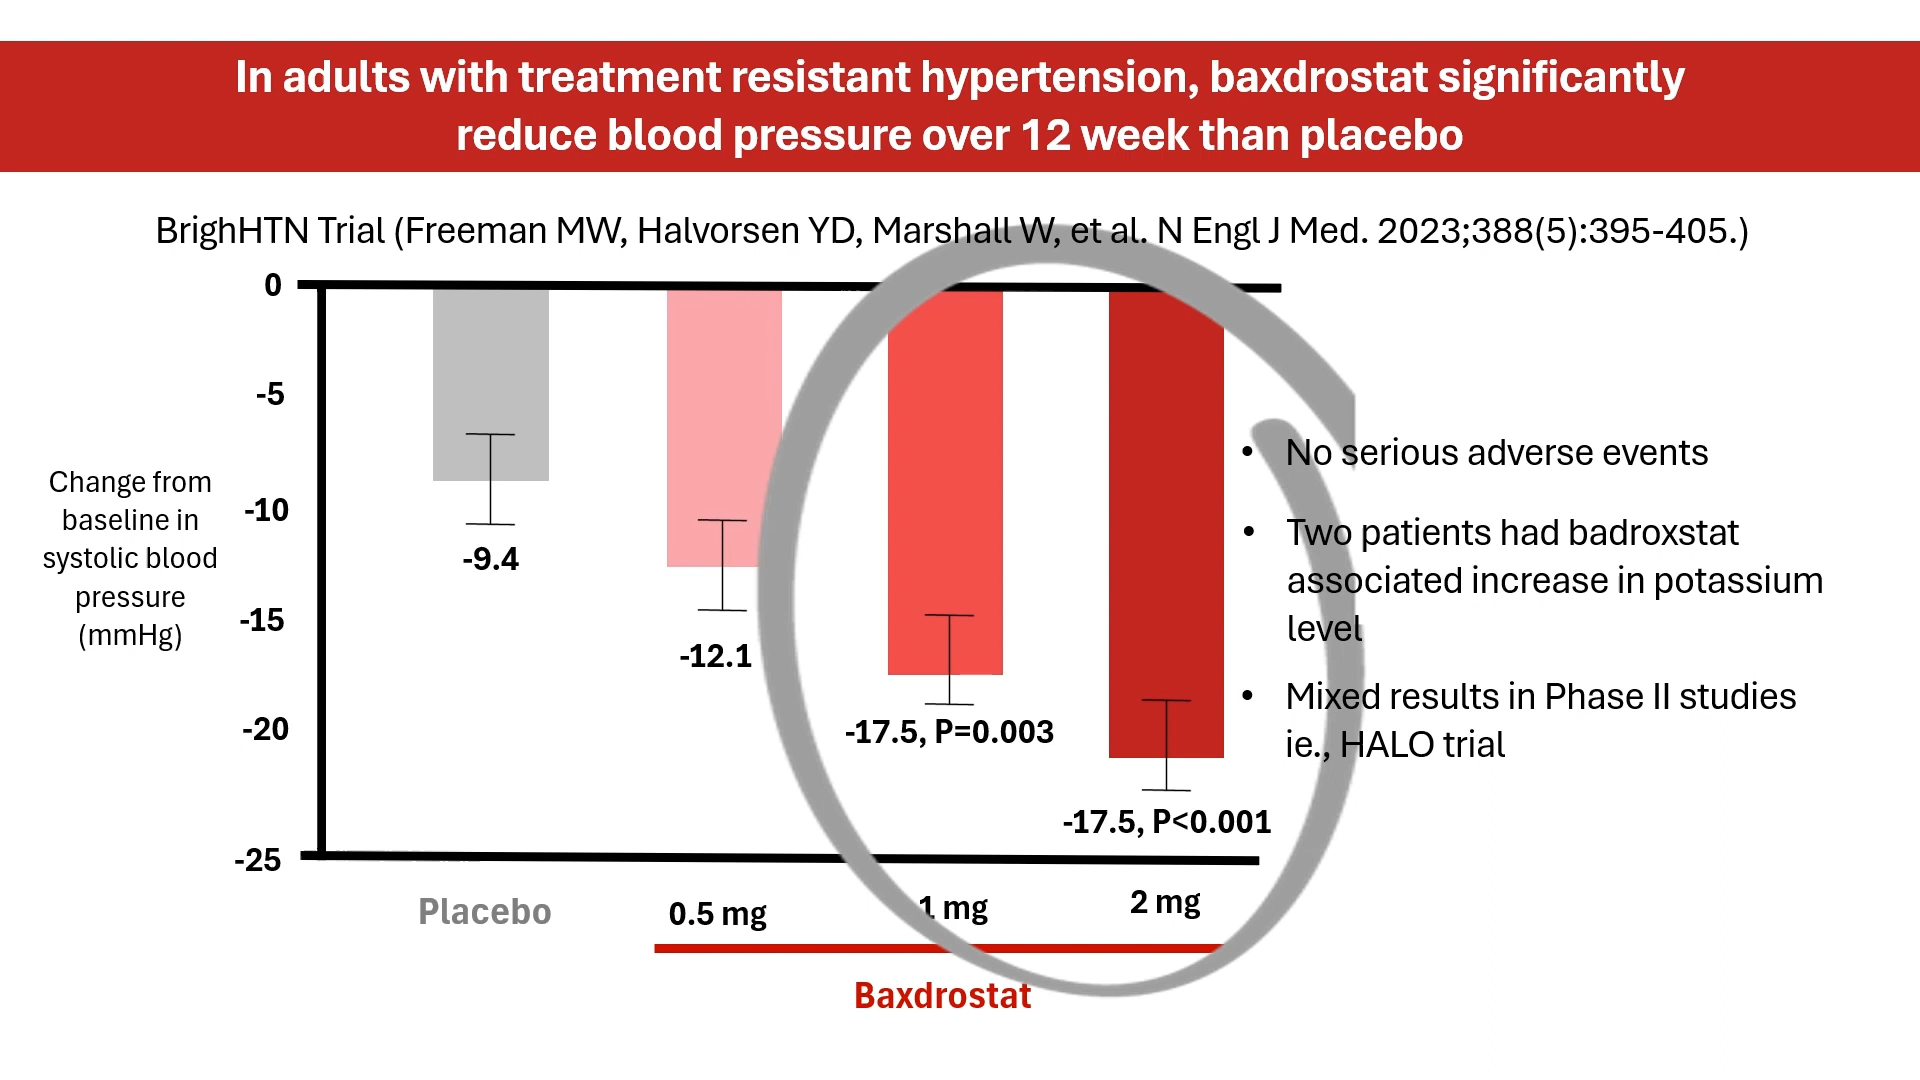 In adults with treatment resistant hypertension, baxdrostat significantly
reduce blood pressure over 12 week than placebo
BrighHTN Trial (Freeman MW, Halvorsen YD, Marshall W, et al. N Engl J Med. 2023;388(5):395-405.)
0
-5
-10
-15
-20
-25
Change from
baseline in
systolic blood
pressure
(mmHg)
-9.4
-12.1
-17.5, P=0.003
-17.5, P<0.001
Placebo
0.5 mg
1 mg
2 mg
Baxdrostat
• No serious adverse events
• Two patients had badroxstat
associated increase in potassium
level
• Mixed results in Phase II studies
ie., HALO trial